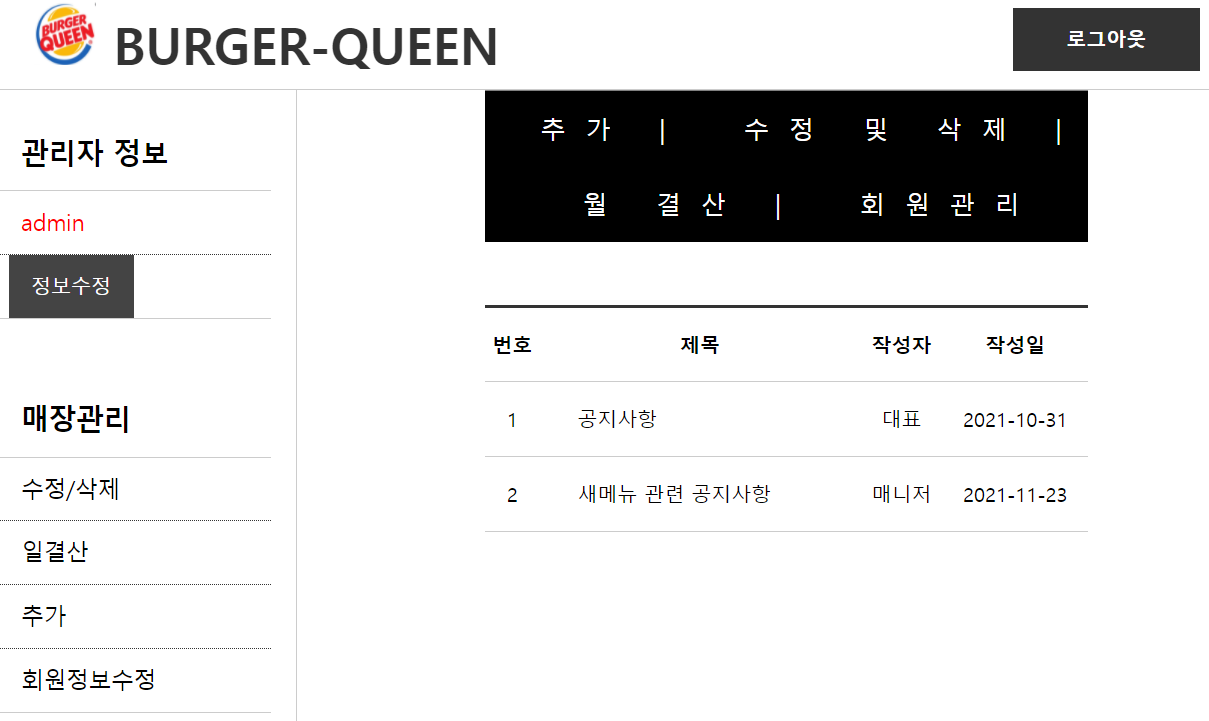 BURGER
QUEEN
BURGER-QUEEN
로그아웃
관리자 정보
admin
정보수정
매장관리
수정/삭제
일결산
추가
회원정보수정
추가 | 수정 및 삭제 |
월 결산 | 회원관리
번호 제목 작성자 작성일
1 공지사항 대표 2021-10-31
2 새메뉴 관련 공지사항 매니저 2021-11-23